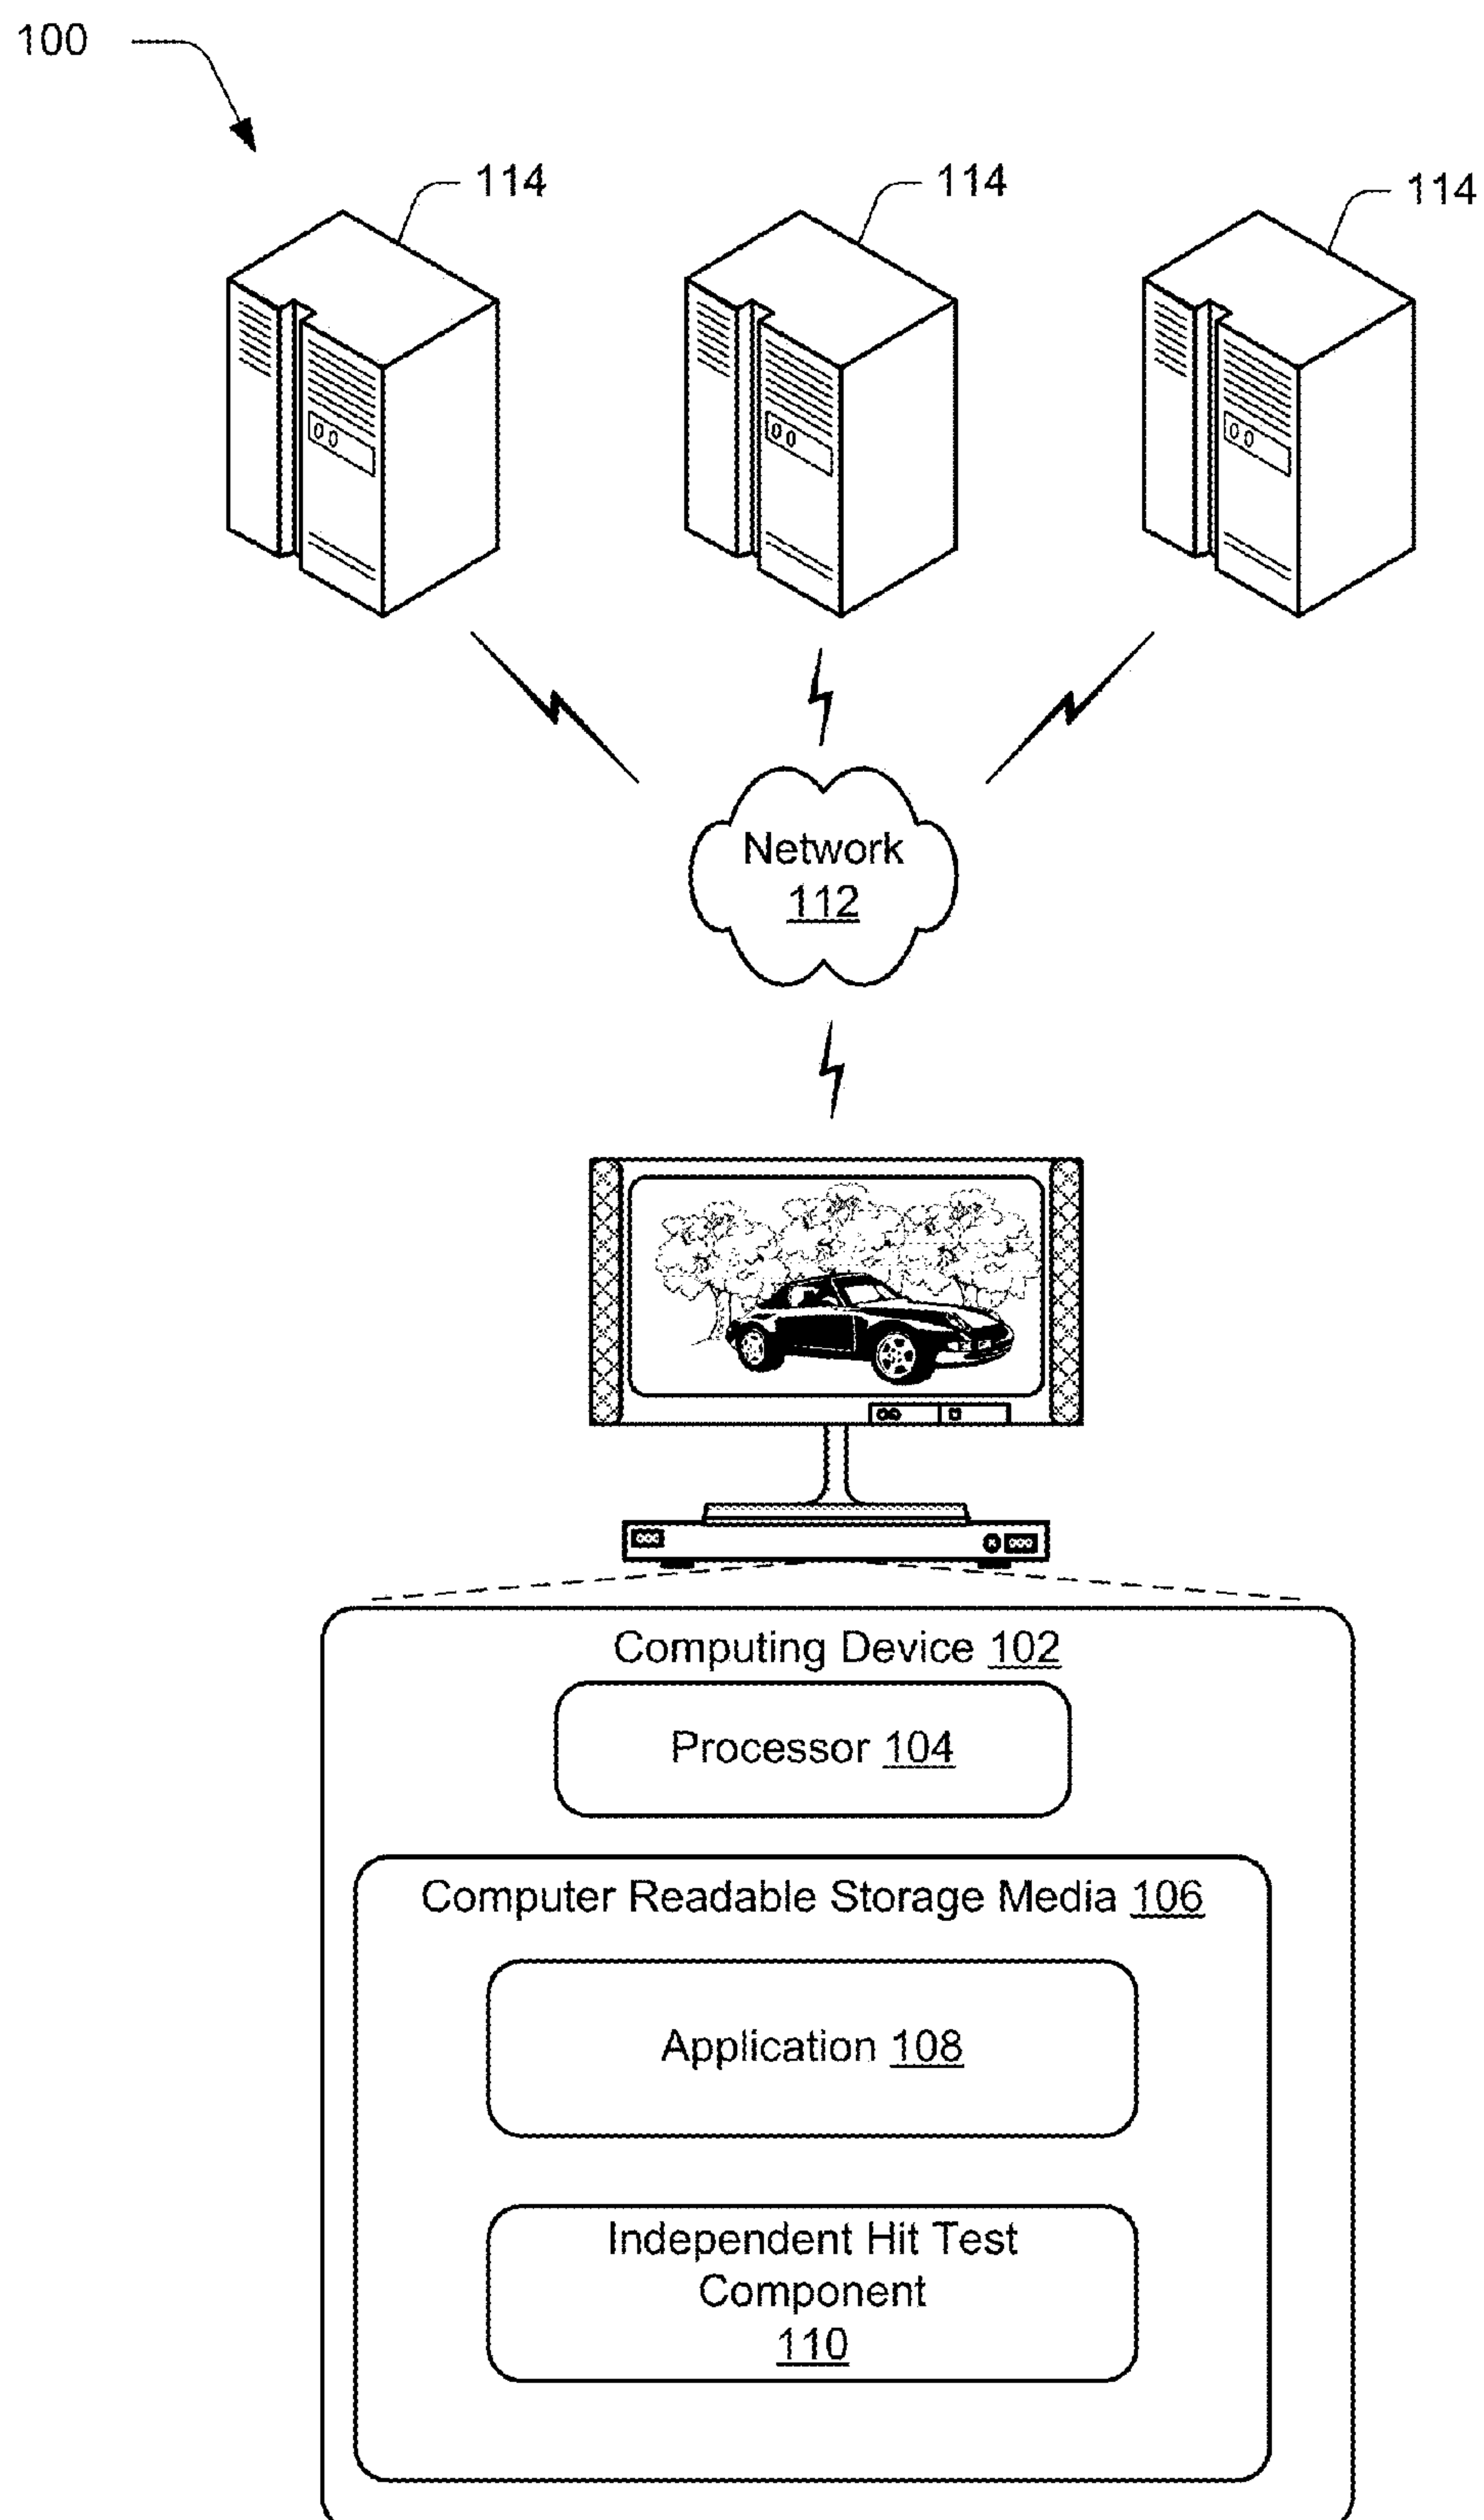 100
114
114
114
Network
112
Computing Device 102
Processor 104
Computer Readable Storage Media 106
Application 108
Independent Hit Test
Component
110